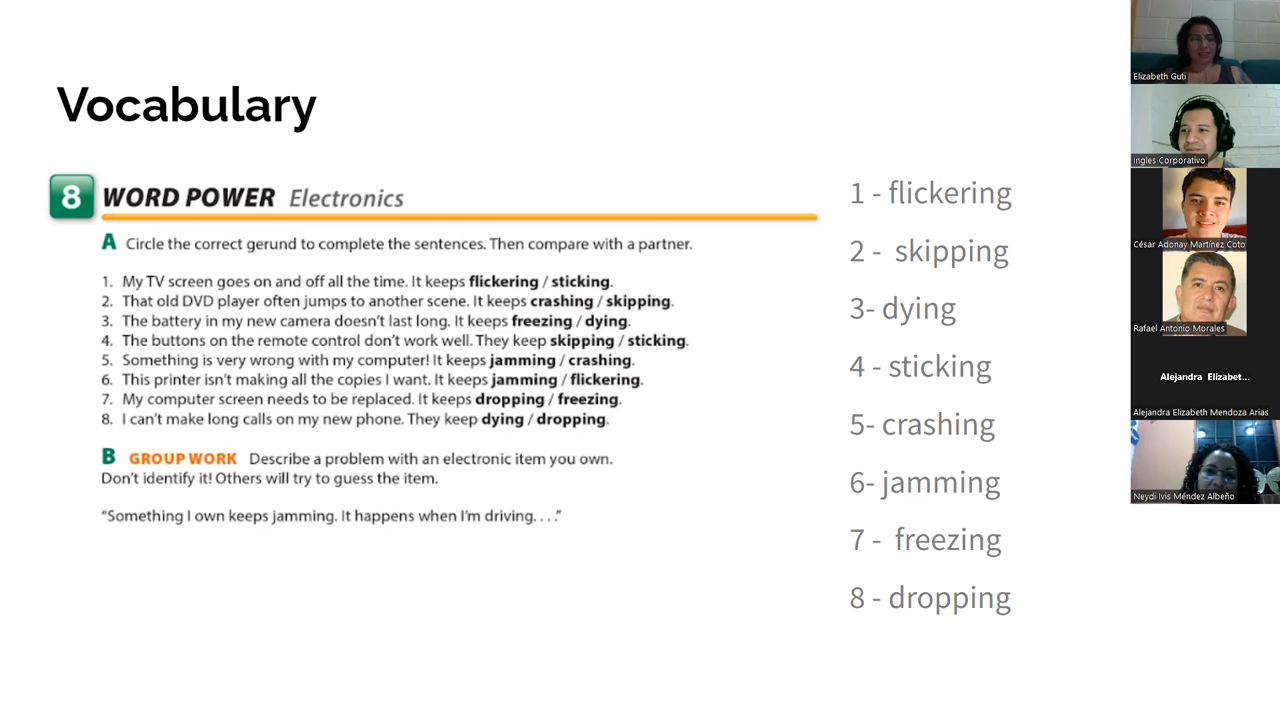 Vocabulary
8 WORD POWER Electronics
A Circle the correct gerund to complete the sentences. Then compare with a partner.
1. My TV screen goes on and off all the time. It keeps flickering / sticking.
2. That old DVD player often jumps to another scene. It keeps crashing / skipping.
3. The battery in my new camera doesn't last long. It keeps freezing / dying.
4. The buttons on the remote control don't work well. They keep skipping / sticking.
5. Something is very wrong with my computer! It keeps jamming / crashing.
6. This printer isn't making all the copies I want. It keeps jamming / flickering.
7. My computer screen needs to be replaced. It keeps dropping / freezing.
8. I can't make long calls on my new phone. They keep dying / dropping.
B GROUP WORK Describe a problem with an electronic item you own.
Don't identify it! Others will try to guess the item.
“Something I own keeps jamming. It happens when I'm driving. . . .”
1 - flickering
2 - skipping
3- dying
4 - sticking
5- crashing
6- jamming
7 - freezing
8 - dropping
Elizabeth Guti
Ingles Corporativo
César Adonay Martínez Coto
Rafael Antonio Morales
Alejandra Elizabet...
Alejandra Elizabeth Mendoza Arias
Neydi Ivis Méndez Albeño